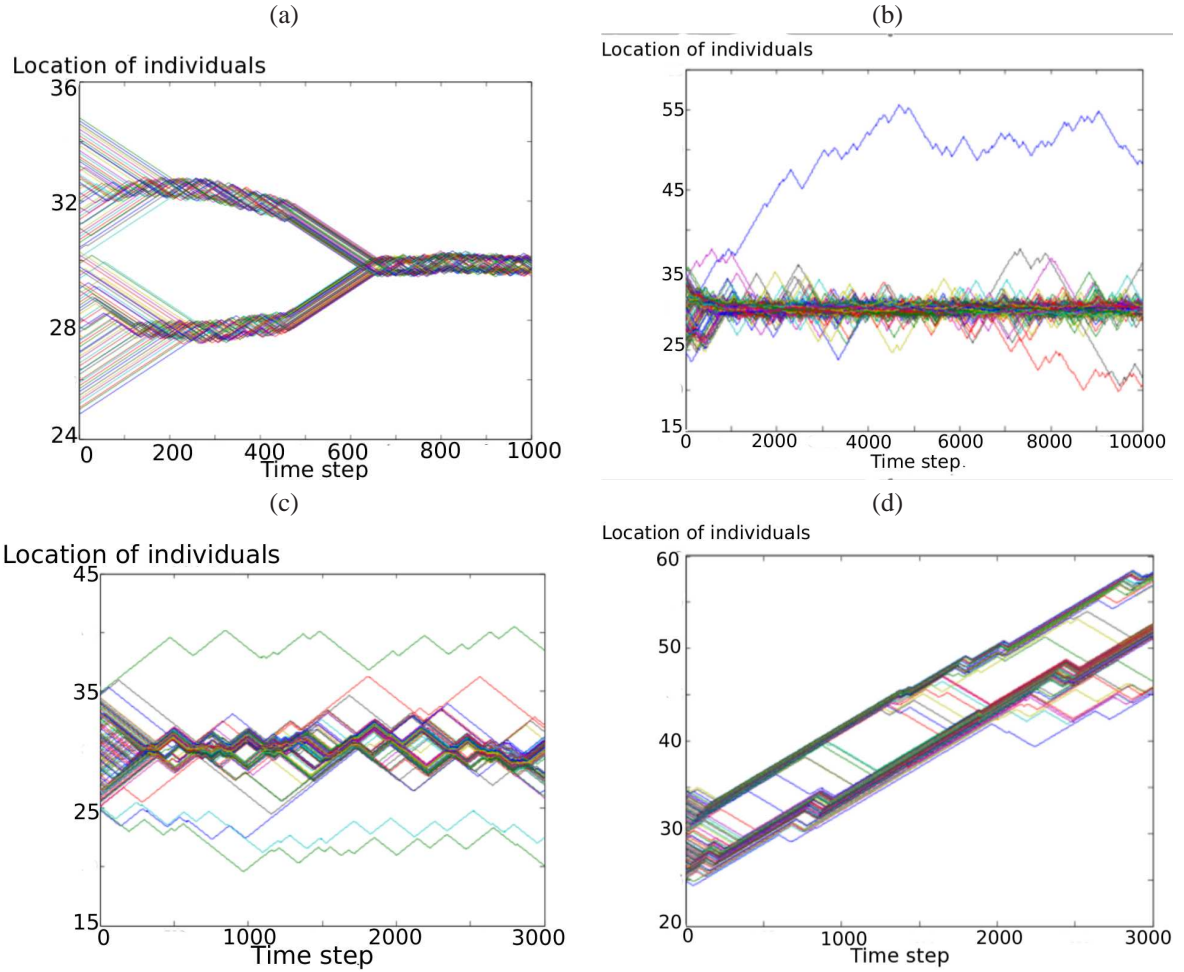 (a)
Location of individuals
36
32
28
24
0 200 400 600 800 1000
Time step
(b)
Location of individuals
55
45
35
25
15
0 2000 4000 6000 8000 10000
Time step.
(c)
Location of individuals
45
35
25
15
0 1000 2000 3000
Time step
(d)
Location of individuals
60
50
40
30
20
0 1000 2000 3000
Time step